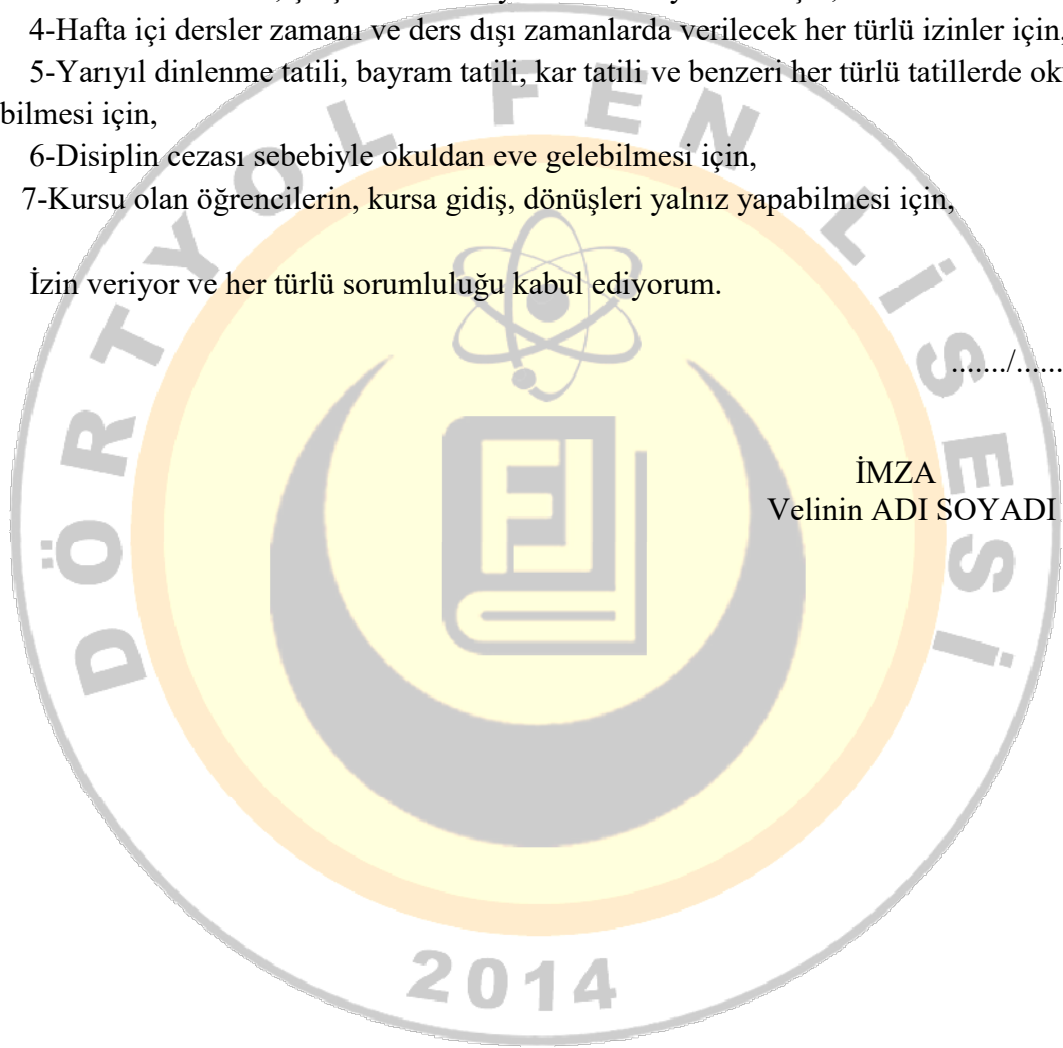 4-Hafta içi dersler zamanı ve ders dışı zamanlarda verilecek her türlü izinler için,
5-Yarıyıl dinlenme tatili, bayram tatili, kar tatili ve benzeri her türlü tatillerde
bilmesi için,
6-Disiplin cezası sebebiyle okuldan eve gelebilmesi için,
7-Kursu olan öğrencilerin, kursa gidiş, dönüşleri yalnız yapabilmesi için,
İzin veriyor ve her türlü sorumluluğu kabul ediyorum.
......./......
İMZA
Velinin ADI SOYADI
DÖRTYOL FEN LİSESİ
FL
2014